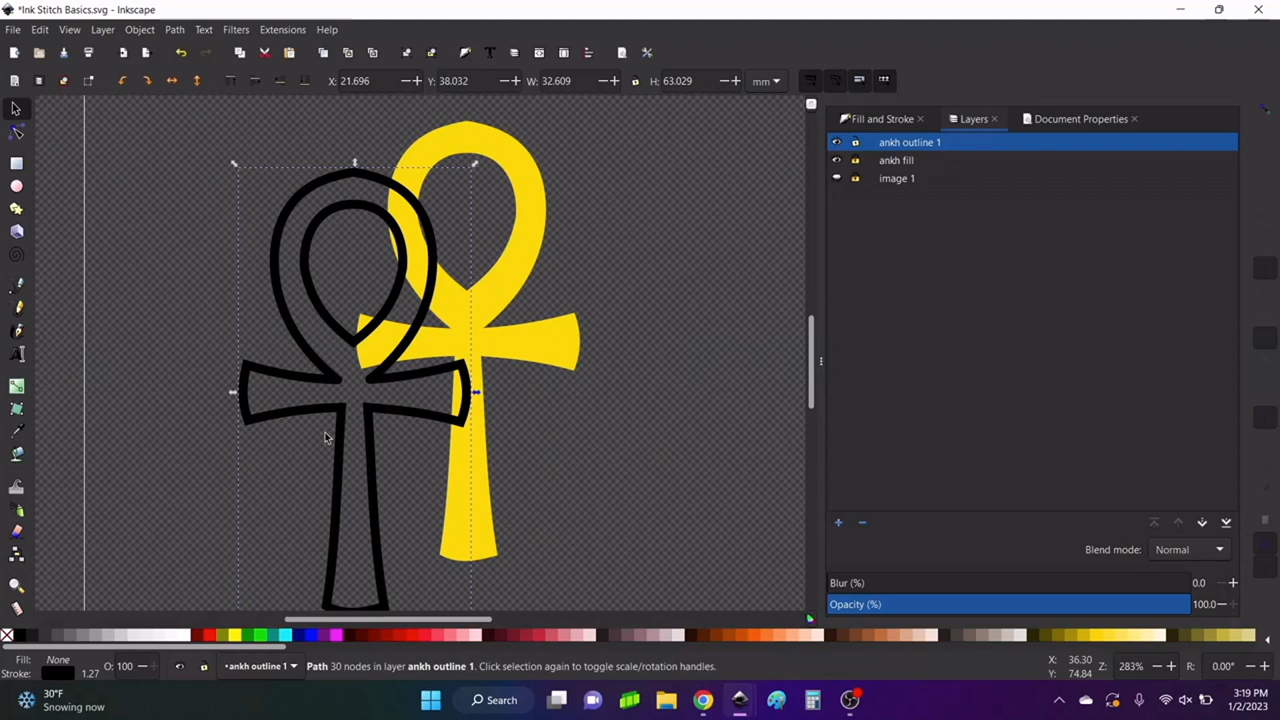 *Ink Stitch Basics.svg - Inkscape
File Edit View Layer Object Path Text Filters Extensions Help
X: 21.696 Y: 38.032 W: 32.609 H: 63.029 mm
Fill and Stroke Layers Document Properties
ankh outline 1
ankh fill
image 1
Blend mode: Normal
Blur (%) 0.0
Opacity (%) 100.0
Fill: None O: 100 •ankh outline 1 Path 30 nodes in layer ankh outline 1. Click selection again to toggle scale/rotation handles. X: 36.30 Z: 283% R: 0.00°
Stroke: 1.27 Y: 74.84
30°F Search 3:19 PM
Snowing now 1/2/2023